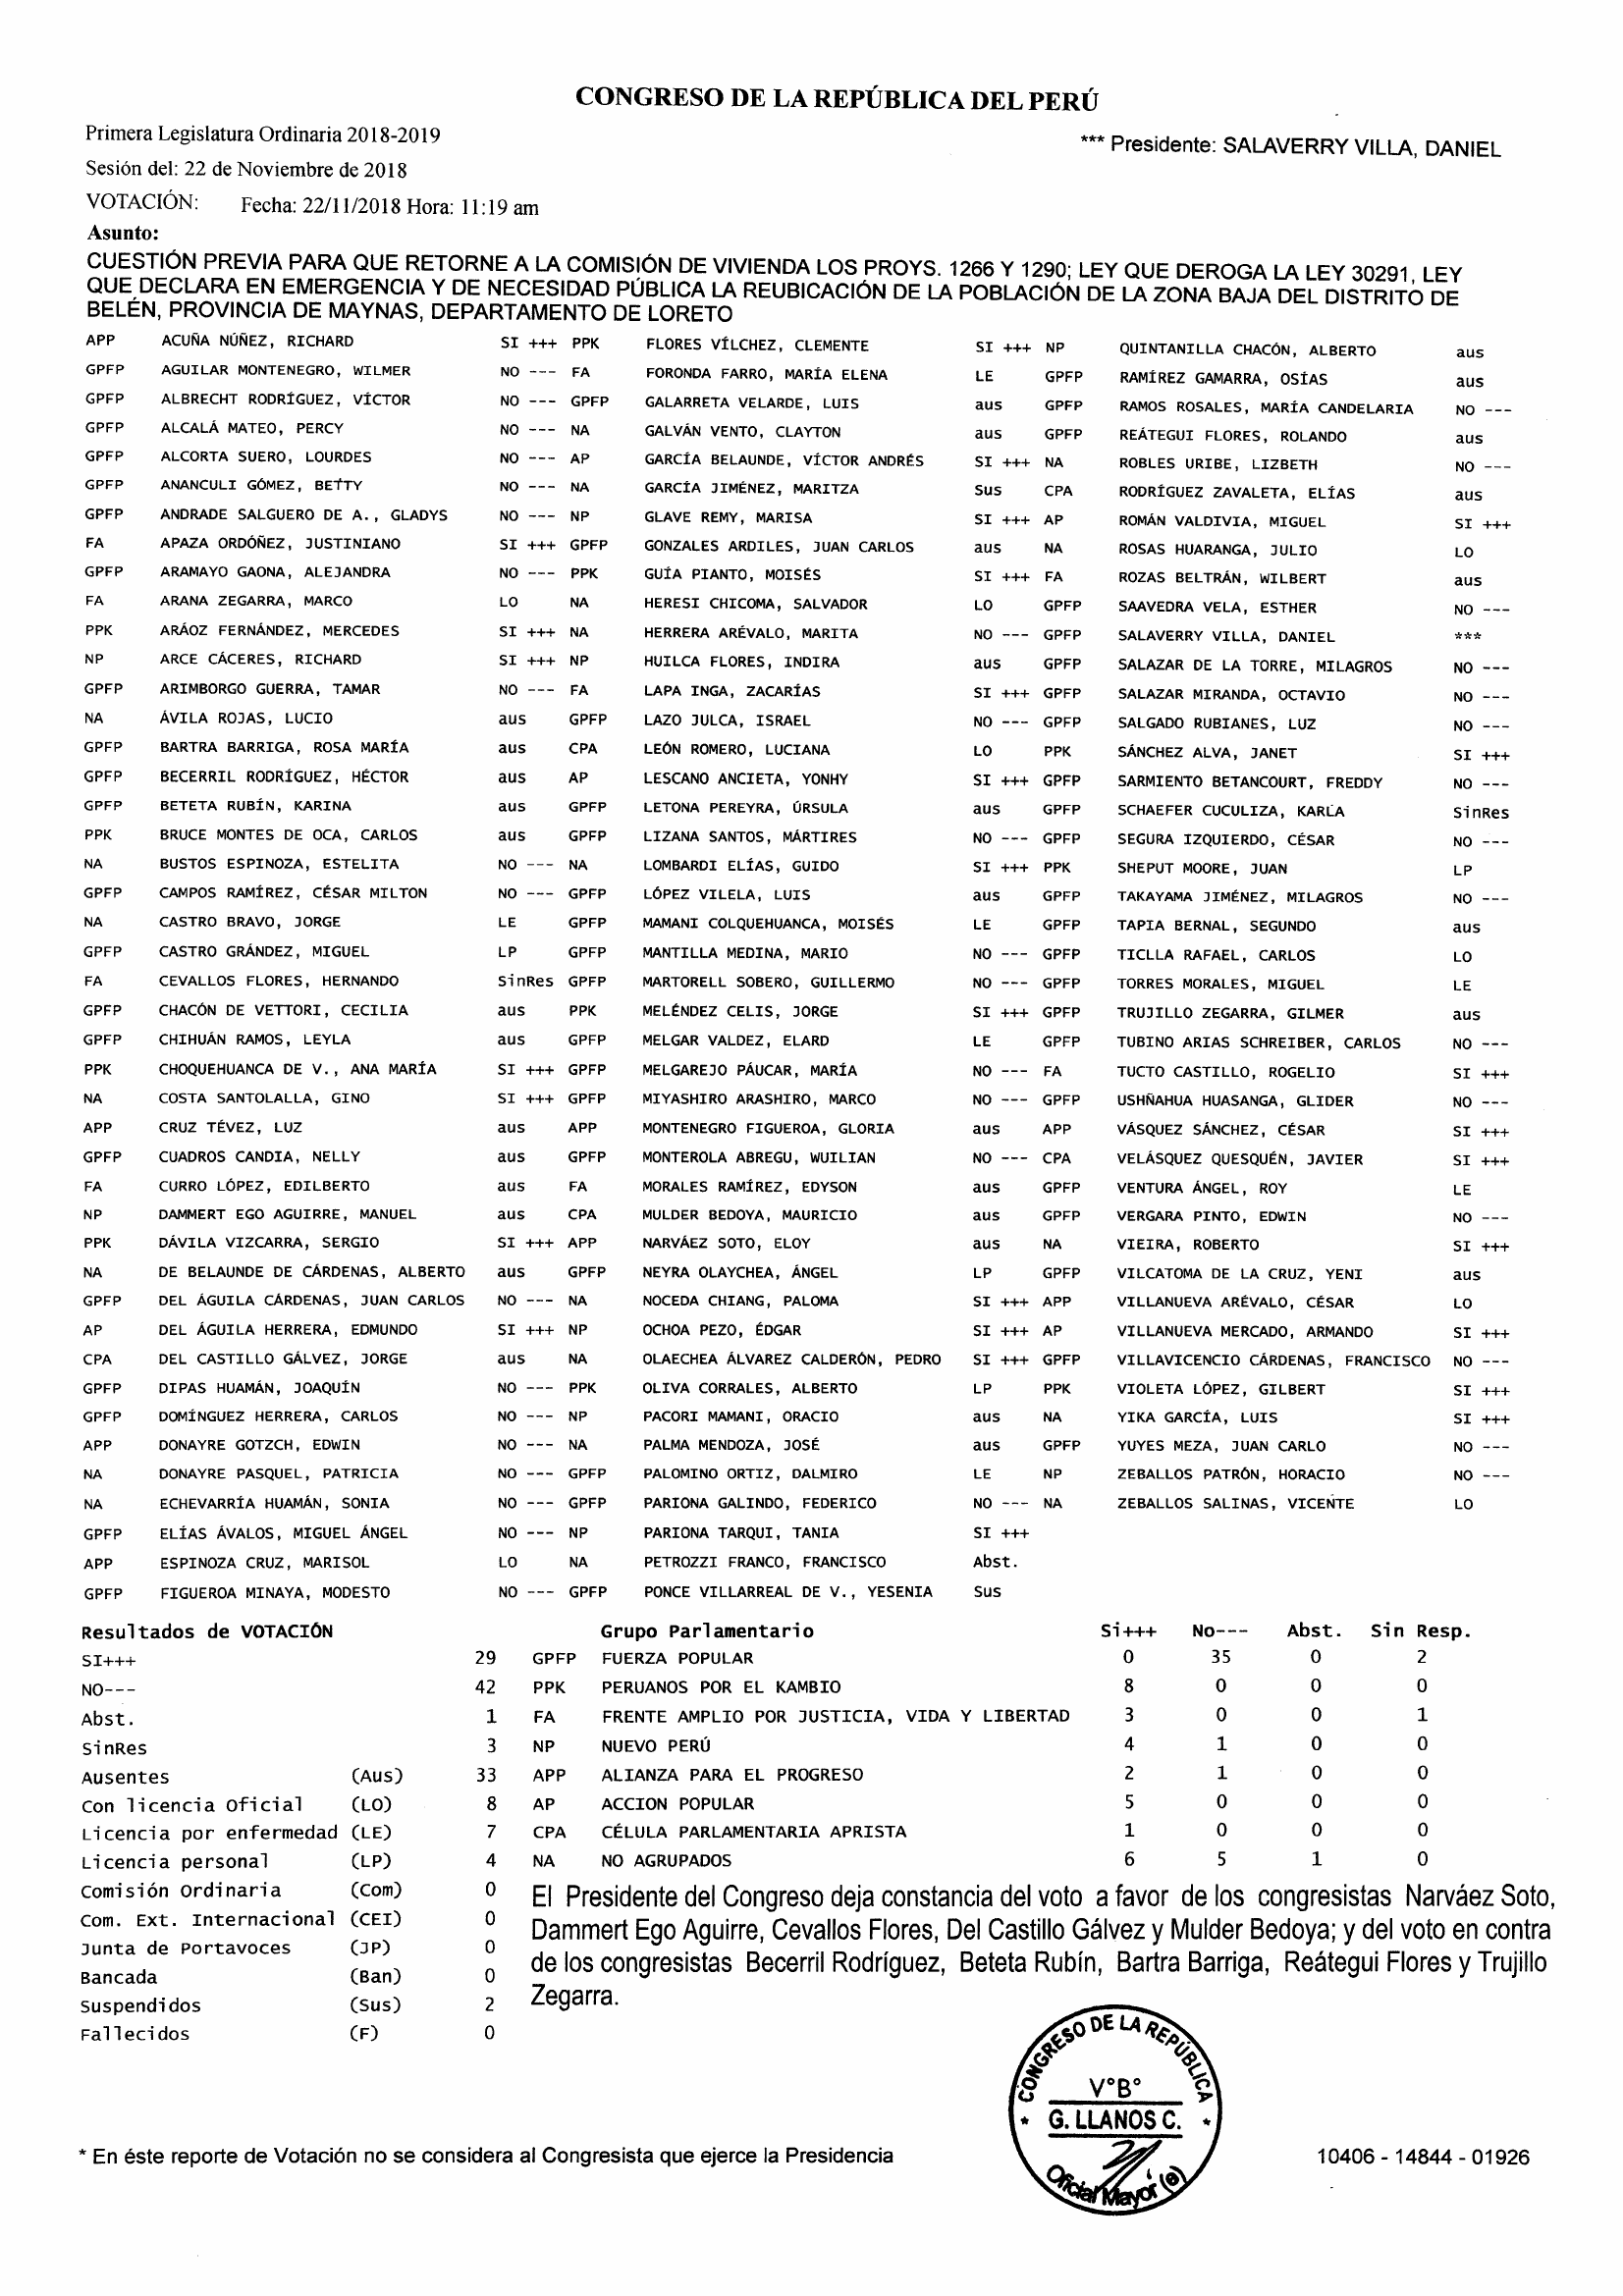 CONGRESO DE LA REPÚBLICA DEL PERÚ
Primera Legislatura Ordinaria 2018-2019
*** Presidente: SALAVERRY VILLA, DANIEL
Sesión del: 22 de Noviembre de 2018
VOTACIÓN: Fecha: 22/11/2018 Hora: 11:19 am
Asunto:
CUESTIÓN PREVIA PARA QUE RETORNE A LA COMISIÓN DE VIVIENDA LOS PROYS. 1266 Y 1290; LEY QUE DEROGA LA LEY 30291, LEY
QUE DECLARA EN EMERGENCIA Y DE NECESIDAD PÚBLICA LA REUBICACIÓN DE LA POBLACIÓN DE LA ZONA BAJA DEL DISTRITO DE
BELÉN, PROVINCIA DE MAYNAS, DEPARTAMENTO DE LORETO
APP ACUÑA NÚÑEZ, RICHARD SI +++ PPK FLORES VÍLCHEZ, CLEMENTE SI +++ NP QUINTANILLA CHACÓN, ALBERTO aus
GPFP AGUILAR MONTENEGRO, WILMER NO --- FA FORONDA FARRO, MARÍA ELENA LE GPFP RAMÍREZ GAMARRA, OSÍAS aus
GPFP ALBRECHT RODRÍGUEZ, VÍCTOR NO --- GPFP GALARRETA VELARDE, LUIS aus GPFP RAMOS ROSALES, MARÍA CANDELARIA NO ---
GPFP ALCALÁ MATEO, PERCY NO --- NA GALVÁN VENTO, CLAYTON aus GPFP REÁTEGUI FLORES, ROLANDO aus
GPFP ALCORTA SUERO, LOURDES NO --- AP GARCÍA BELAUNDE, VÍCTOR ANDRÉS SI +++ NA ROBLES URIBE, LIZBETH NO ---
GPFP ANANCULI GÓMEZ, BETTY NO --- NA GARCÍA JIMÉNEZ, MARITZA Sus CPA RODRÍGUEZ ZAVALETA, ELÍAS aus
GPFP ANDRADE SALGUERO DE A., GLADYS NO --- NP GLAVE REMY, MARISA SI +++ AP ROMÁN VALDIVIA, MIGUEL SI +++
FA APAZA ORDÓÑEZ, JUSTINIANO SI +++ GPFP GONZALES ARDILES, JUAN CARLOS aus NA ROSAS HUARANGA, JULIO LO
GPFP ARAMAYO GAONA, ALEJANDRA NO --- PPK GUÍA PIANTO, MOISÉS SI +++ FA ROZAS BELTRÁN, WILBERT aus
FA ARANA ZEGARRA, MARCO LO NA HERESI CHICOMA, SALVADOR LO GPFP SAAVEDRA VELA, ESTHER NO ---
PPK ARÁOZ FERNÁNDEZ, MERCEDES SI +++ NA HERRERA ARÉVALO, MARITA NO --- GPFP SALAVERRY VILLA, DANIEL ***
NP ARCE CÁCERES, RICHARD SI +++ NP HUILCA FLORES, INDIRA aus GPFP SALAZAR DE LA TORRE, MILAGROS NO ---
GPFP ARIMBORGO GUERRA, TAMAR NO --- FA LAPA INGA, ZACARÍAS SI +++ GPFP SALAZAR MIRANDA, OCTAVIO NO ---
NA ÁVILA ROJAS, LUCIO aus GPFP LAZO JULCA, ISRAEL NO --- GPFP SALGADO RUBIANES, LUZ NO ---
GPFP BARTRA BARRIGA, ROSA MARÍA aus CPA LEÓN ROMERO, LUCIANA LO PPK SÁNCHEZ ALVA, JANET SI +++
GPFP BECERRIL RODRÍGUEZ, HÉCTOR aus AP LESCANO ANCIETA, YONHY SI +++ GPFP SARMIENTO BETANCOURT, FREDDY NO ---
GPFP BETETA RUBÍN, KARINA aus GPFP LETONA PEREYRA, ÚRSULA aus GPFP SCHAEFER CUCULIZA, KARLA SinRes
PPK BRUCE MONTES DE OCA, CARLOS aus GPFP LIZANA SANTOS, MÁRTIRES NO --- GPFP SEGURA IZQUIERDO, CÉSAR NO ---
NA BUSTOS ESPINOZA, ESTELITA NO --- NA LOMBARDI ELÍAS, GUIDO SI +++ PPK SHEPUT MOORE, JUAN LP
GPFP CAMPOS RAMÍREZ, CÉSAR MILTON NO --- GPFP LÓPEZ VILELA, LUIS aus GPFP TAKAYAMA JIMÉNEZ, MILAGROS NO ---
NA CASTRO BRAVO, JORGE LE GPFP MAMANI COLQUEHUANCA, MOISÉS LE GPFP TAPIA BERNAL, SEGUNDO aus
GPFP CASTRO GRÁNDEZ, MIGUEL LP GPFP MANTILLA MEDINA, MARIO NO --- GPFP TICLLA RAFAEL, CARLOS LO
FA CEVALLOS FLORES, HERNANDO SinRes GPFP MARTORELL SOBERO, GUILLERMO NO --- GPFP TORRES MORALES, MIGUEL LE
GPFP CHACÓN DE VETTORI, CECILIA aus PPK MELÉNDEZ CELIS, JORGE SI +++ GPFP TRUJILLO ZEGARRA, GILMER aus
GPFP CHIHUÁN RAMOS, LEYLA aus GPFP MELGAR VALDEZ, ELARD LE GPFP TUBINO ARIAS SCHREIBER, CARLOS NO ---
PPK CHOQUEHUANCA DE V., ANA MARÍA SI +++ GPFP MELGAREJO PÁUCAR, MARÍA NO --- FA TUCTO CASTILLO, ROGELIO SI +++
NA COSTA SANTOLALLA, GINO SI +++ GPFP MIYASHIRO ARASHIRO, MARCO NO --- GPFP USHÑAHUA HUASANGA, GLIDER NO ---
APP CRUZ TÉVEZ, LUZ aus APP MONTENEGRO FIGUEROA, GLORIA aus APP VÁSQUEZ SÁNCHEZ, CÉSAR SI +++
GPFP CUADROS CANDIA, NELLY aus GPFP MONTEROLA ABREGU, WUILIAN NO --- CPA VELÁSQUEZ QUESQUÉN, JAVIER SI +++
FA CURRO LÓPEZ, EDILBERTO aus FA MORALES RAMÍREZ, EDYSON aus GPFP VENTURA ÁNGEL, ROY LE
NP DAMMERT EGO AGUIRRE, MANUEL aus CPA MULDER BEDOYA, MAURICIO aus GPFP VERGARA PINTO, EDWIN NO ---
PPK DÁVILA VIZCARRA, SERGIO SI +++ APP NARVÁEZ SOTO, ELOY aus NA VIEIRA, ROBERTO SI +++
NA DE BELAUNDE DE CÁRDENAS, ALBERTO aus GPFP NEYRA OLAYCHEA, ÁNGEL LP GPFP VILCATOMA DE LA CRUZ, YENI aus
GPFP DEL ÁGUILA CÁRDENAS, JUAN CARLOS NO --- NA NOCEDA CHIANG, PALOMA SI +++ APP VILLANUEVA ARÉVALO, CÉSAR LO
AP DEL ÁGUILA HERRERA, EDMUNDO SI +++ NP OCHOA PEZO, ÉDGAR SI +++ AP VILLANUEVA MERCADO, ARMANDO SI +++
CPA DEL CASTILLO GÁLVEZ, JORGE aus NA OLAECHEA ÁLVAREZ CALDERÓN, PEDRO SI +++ GPFP VILLAVICENCIO CÁRDENAS, FRANCISCO NO ---
GPFP DIPAS HUAMÁN, JOAQUÍN NO --- PPK OLIVA CORRALES, ALBERTO LP PPK VIOLETA LÓPEZ, GILBERT SI +++
GPFP DOMÍNGUEZ HERRERA, CARLOS NO --- NP PACORI MAMANI, ORACIO aus NA YIKA GARCÍA, LUIS SI +++
APP DONAYRE GOTZCH, EDWIN NO --- NA PALMA MENDOZA, JOSÉ aus GPFP YUYES MEZA, JUAN CARLO NO ---
NA DONAYRE PASQUEL, PATRICIA NO --- GPFP PALOMINO ORTIZ, DALMIRO LE NP ZEBALLOS PATRÓN, HORACIO NO ---
NA ECHEVARRÍA HUAMÁN, SONIA NO --- GPFP PARIONA GALINDO, FEDERICO NO --- NA ZEBALLOS SALINAS, VICENTE LO
GPFP ELÍAS ÁVALOS, MIGUEL ÁNGEL NO --- NP PARIONA TARQUI, TANIA SI +++
APP ESPINOZA CRUZ, MARISOL LO NA PETROZZI FRANCO, FRANCISCO Abst.
GPFP FIGUEROA MINAYA, MODESTO NO --- GPFP PONCE VILLARREAL DE V., YESENIA Sus
Resultados de VOTACIÓN Grupo Parlamentario Si+++ No--- Abst. Sin Resp.
SI+++ 29 GPFP FUERZA POPULAR 0 35 0 2
NO--- 42 PPK PERUANOS POR EL KAMBIO 8 0 0 0
Abst. 1 FA FRENTE AMPLIO POR JUSTICIA, VIDA Y LIBERTAD 3 0 0 1
SinRes 3 NP NUEVO PERÚ 4 1 0 0
Ausentes (Aus) 33 APP ALIANZA PARA EL PROGRESO 2 1 0 0
Con licencia Oficial (LO) 8 AP ACCION POPULAR 5 0 0 0
Licencia por enfermedad (LE) 7 CPA CÉLULA PARLAMENTARIA APRISTA 1 0 0 0
Licencia personal (LP) 4 NA NO AGRUPADOS 6 5 1 0
Comisión Ordinaria (Com) 0
Com. Ext. Internacional (CEI) 0
Junta de Portavoces (JP) 0
Bancada (Ban) 0
Suspendidos (Sus) 2
Fallecidos (F) 0
El Presidente del Congreso deja constancia del voto a favor de los congresistas Narváez Soto,
Dammert Ego Aguirre, Cevallos Flores, Del Castillo Gálvez y Mulder Bedoya; y del voto en contra
de los congresistas Becerril Rodríguez, Beteta Rubín, Bartra Barriga, Reátegui Flores y Trujillo
Zegarra.
CONGRESO DE LA REPÚBLICA
V°B°
* G. LLANOS C. *
Oficial Mayor (e)
* En éste reporte de Votación no se considera al Congresista que ejerce la Presidencia
10406 - 14844 - 01926